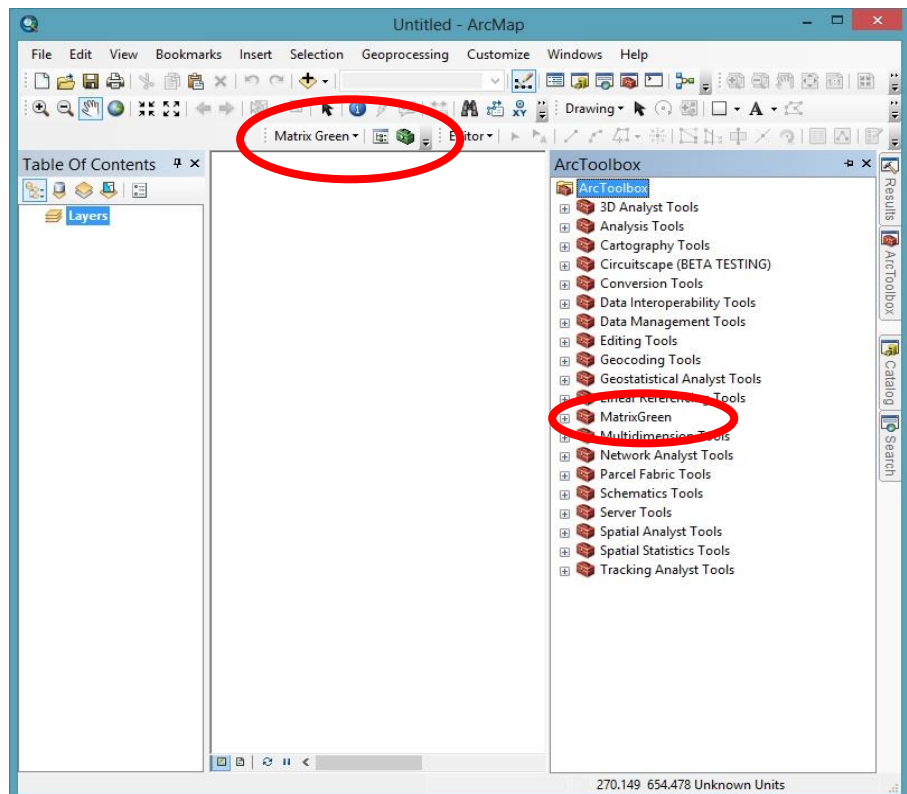 Untitled - ArcMap
File Edit View Bookmarks Insert Selection Geoprocessing Customize Windows Help
Drawing A
Matrix Green Editor
Table Of Contents
Layers
ArcToolbox
ArcToolbox
3D Analyst Tools
Analysis Tools
Cartography Tools
Circuitscape (BETA TESTING)
Conversion Tools
Data Interoperability Tools
Data Management Tools
Editing Tools
Geocoding Tools
Geostatistical Analyst Tools
Linear Referencing Tools
MatrixGreen
Multidimension Tools
Network Analyst Tools
Parcel Fabric Tools
Schematics Tools
Server Tools
Spatial Analyst Tools
Spatial Statistics Tools
Tracking Analyst Tools
Results
ArcToolbox
Catalog
Search
270.149 654.478 Unknown Units